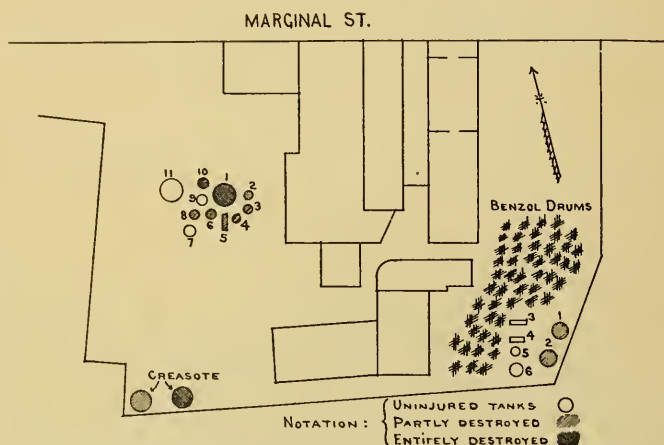 MARGINAL ST.
BENZOL DRUMS
10
11
1
2
9
3
8
6
4
5
7
3
1
4
5
2
6
CREASOTE
NOTATION :
UNINJURED TANKS
PARTLY DESTROYED
ENTIRELY DESTROYED